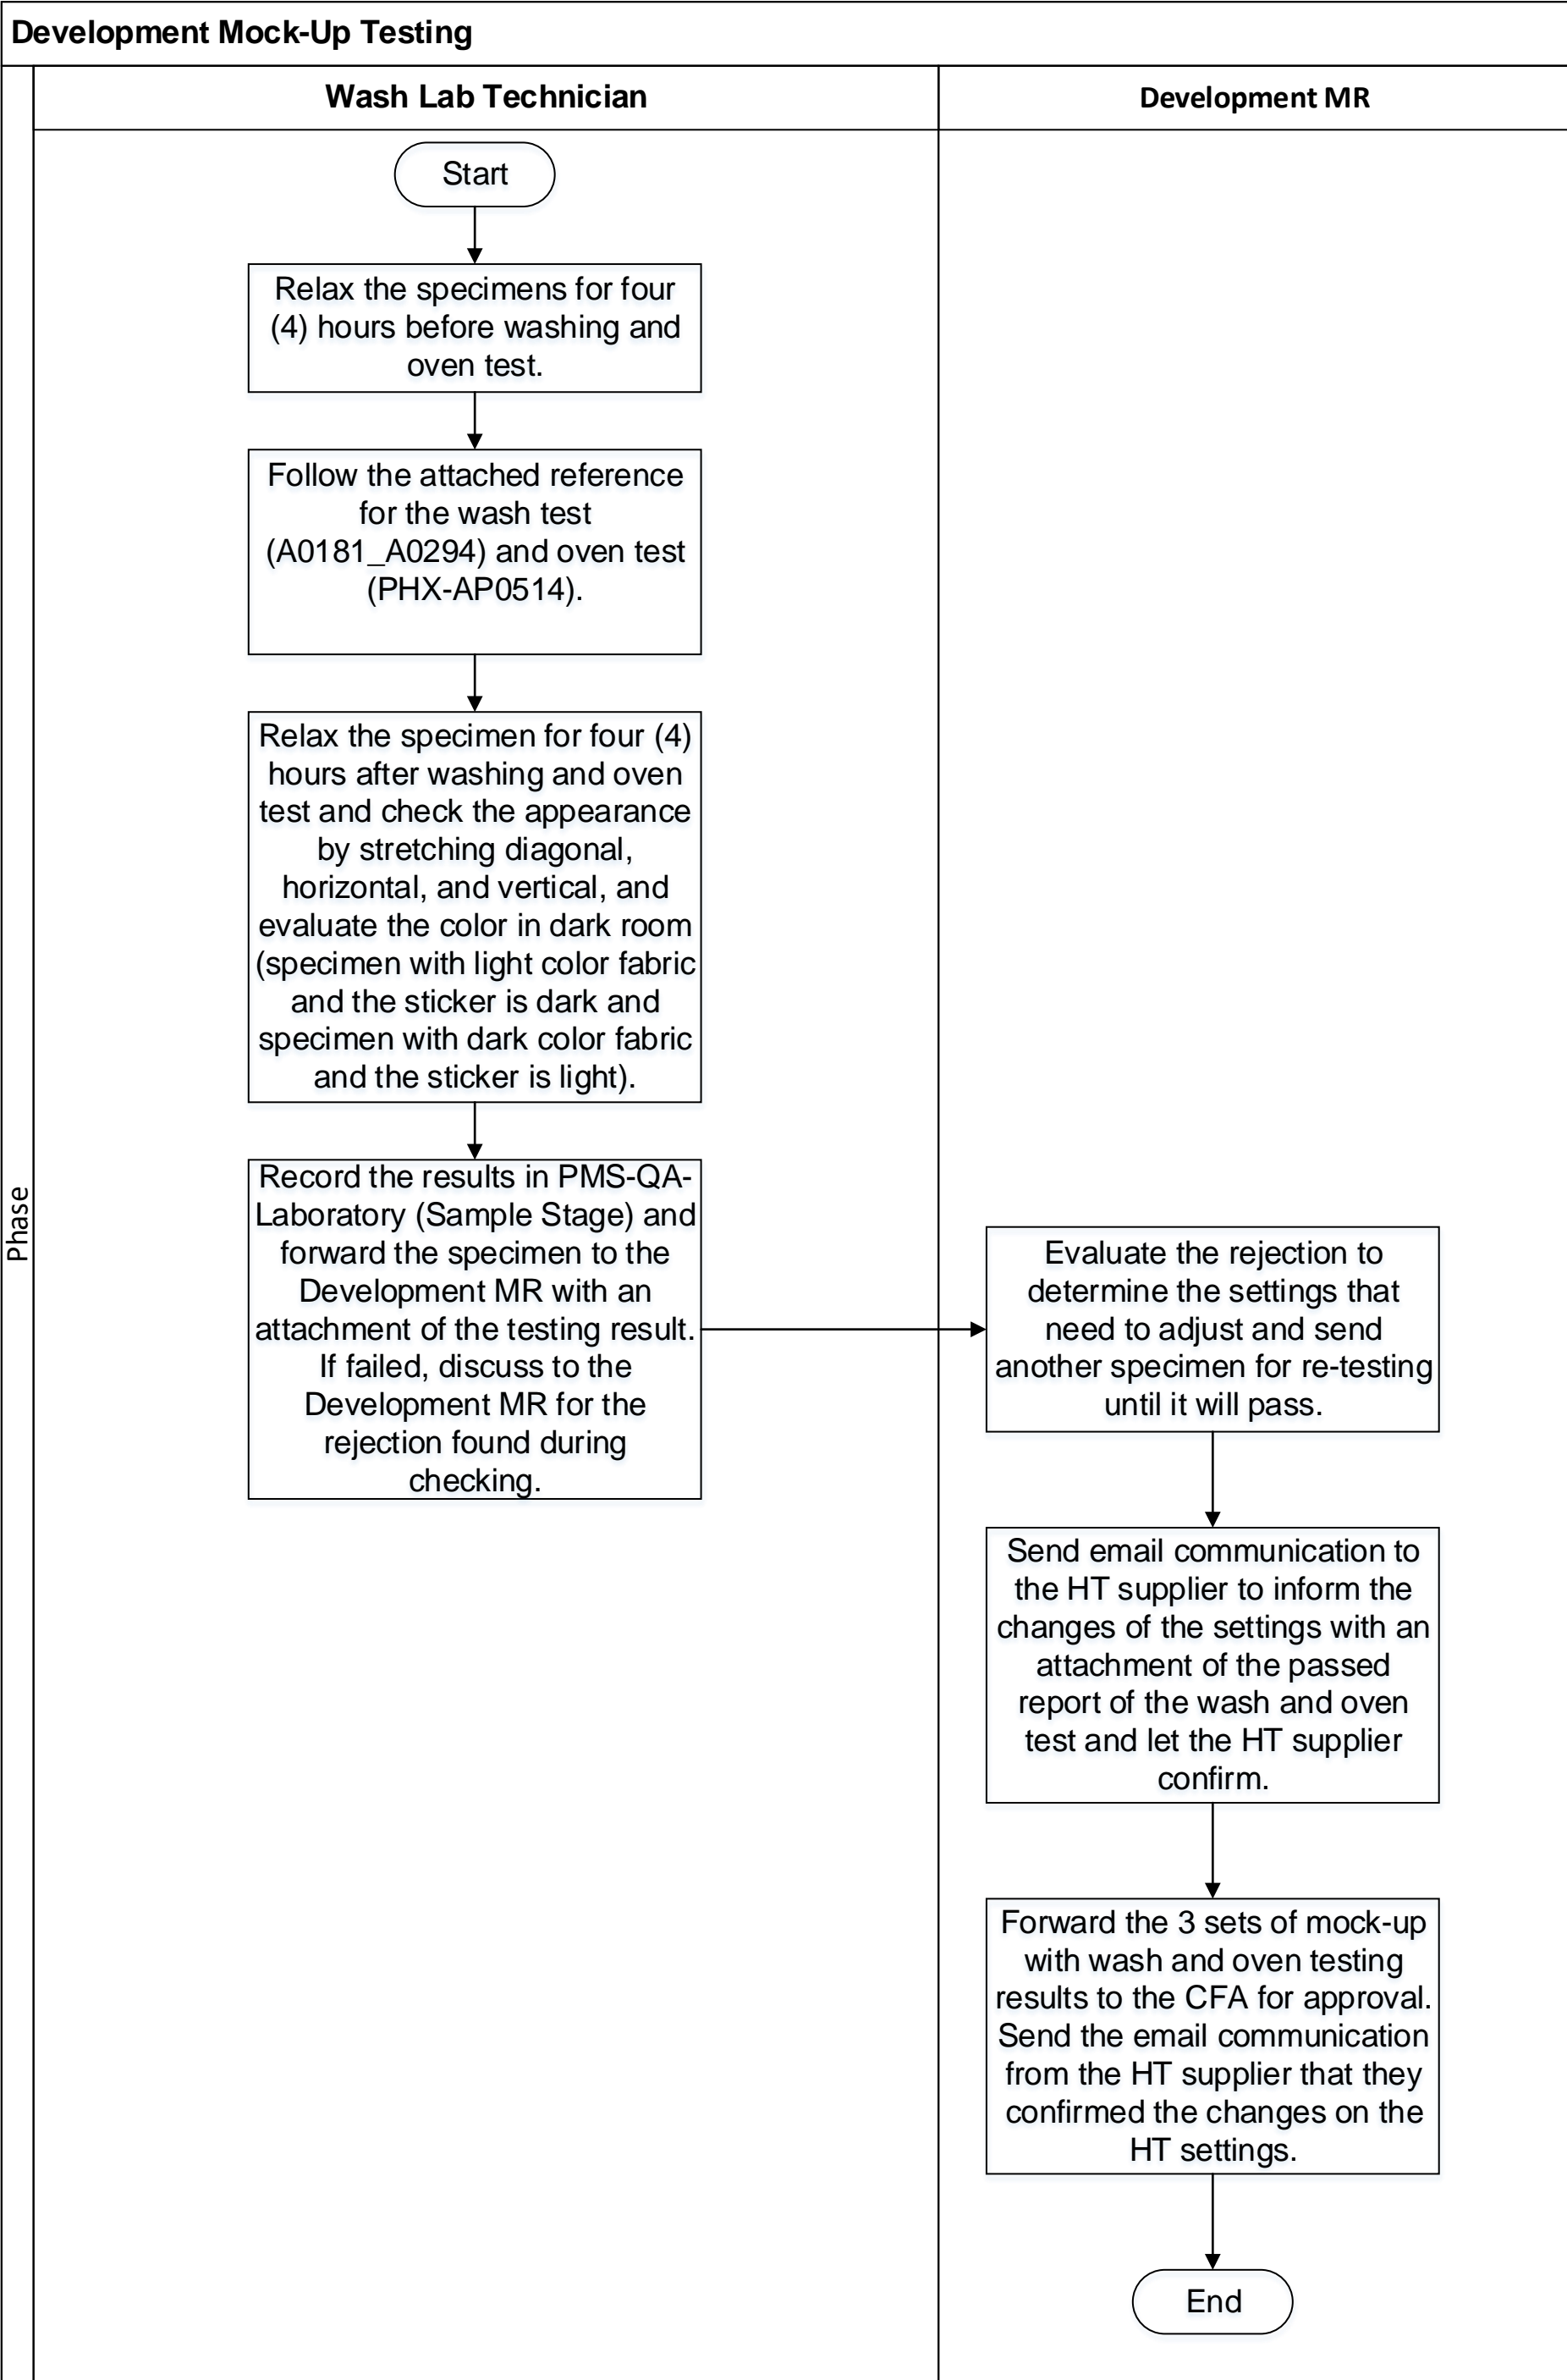 Development Mock-Up Testing
Wash Lab Technician
Development MR
Phase
Start
Relax the specimens for four
(4) hours before washing and
oven test.
Follow the attached reference
for the wash test
(A0181_A0294) and oven test
(PHX-AP0514).
Relax the specimen for four (4)
hours after washing and oven
test and check the appearance
by stretching diagonal,
horizontal, and vertical, and
evaluate the color in dark room
(specimen with light color fabric
and the sticker is dark and
specimen with dark color fabric
and the sticker is light).
Record the results in PMS-QA-
Laboratory (Sample Stage) and
forward the specimen to the
Development MR with an
attachment of the testing result.
If failed, discuss to the
Development MR for the
rejection found during
checking.
Evaluate the rejection to
determine the settings that
need to adjust and send
another specimen for re-testing
until it will pass.
Send email communication to
the HT supplier to inform the
changes of the settings with an
attachment of the passed
report of the wash and oven
test and let the HT supplier
confirm.
Forward the 3 sets of mock-up
with wash and oven testing
results to the CFA for approval.
Send the email communication
from the HT supplier that they
confirmed the changes on the
HT settings.
End